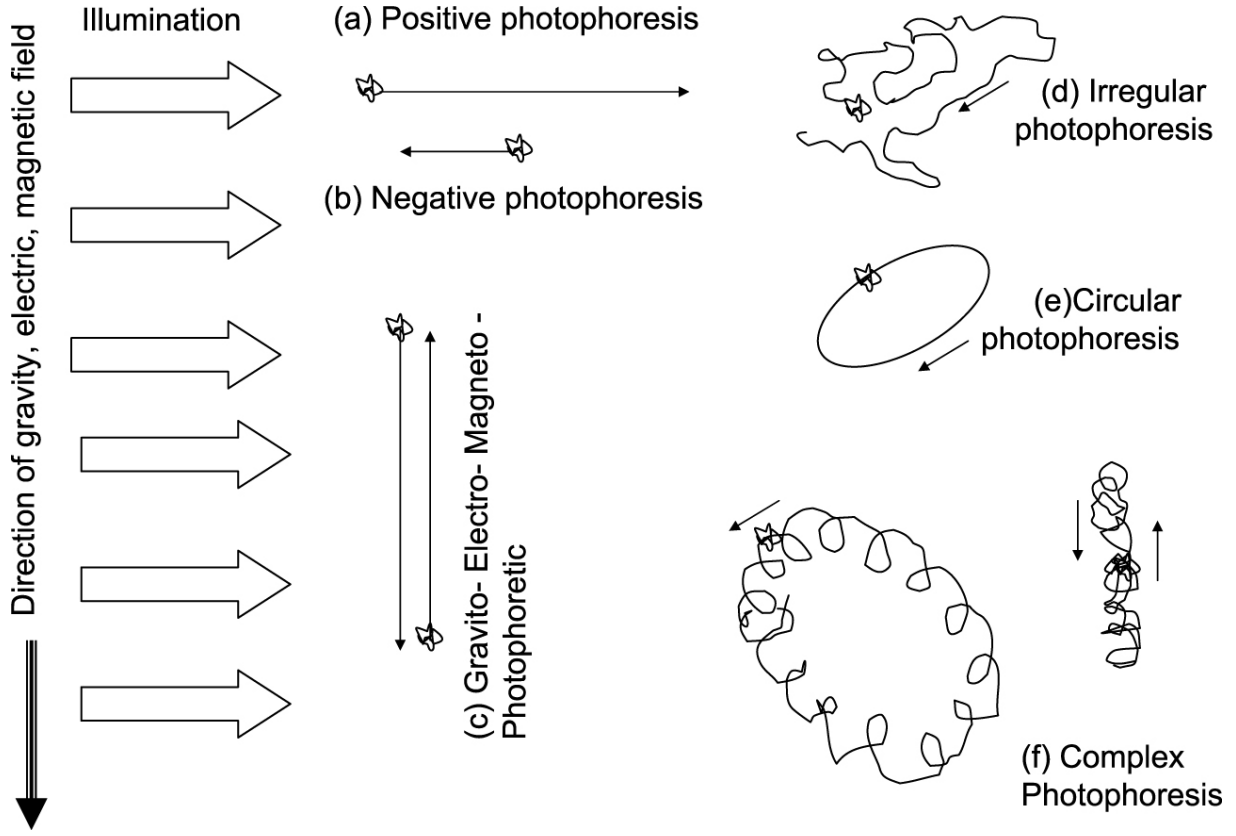 Direction of gravity, electric, magnetic field
Illumination
(a) Positive photophoresis
(b) Negative photophoresis
(c) Gravito- Electro- Magneto -
Photophoretic
(d) Irregular
photophoresis
(e)Circular
photophoresis
(f) Complex
Photophoresis